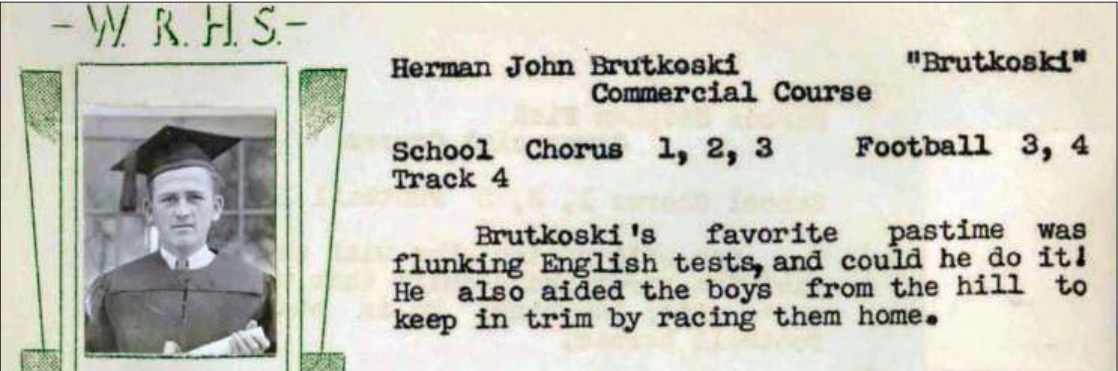 - W. R. H. S. -
Herman John Brutkoski "Brutkoski"
Commercial Course
School Chorus 1, 2, 3 Football 3, 4
Track 4
Brutkoski's favorite pastime was
flunking English tests, and could he do it!
He also aided the boys from the hill to
keep in trim by racing them home.